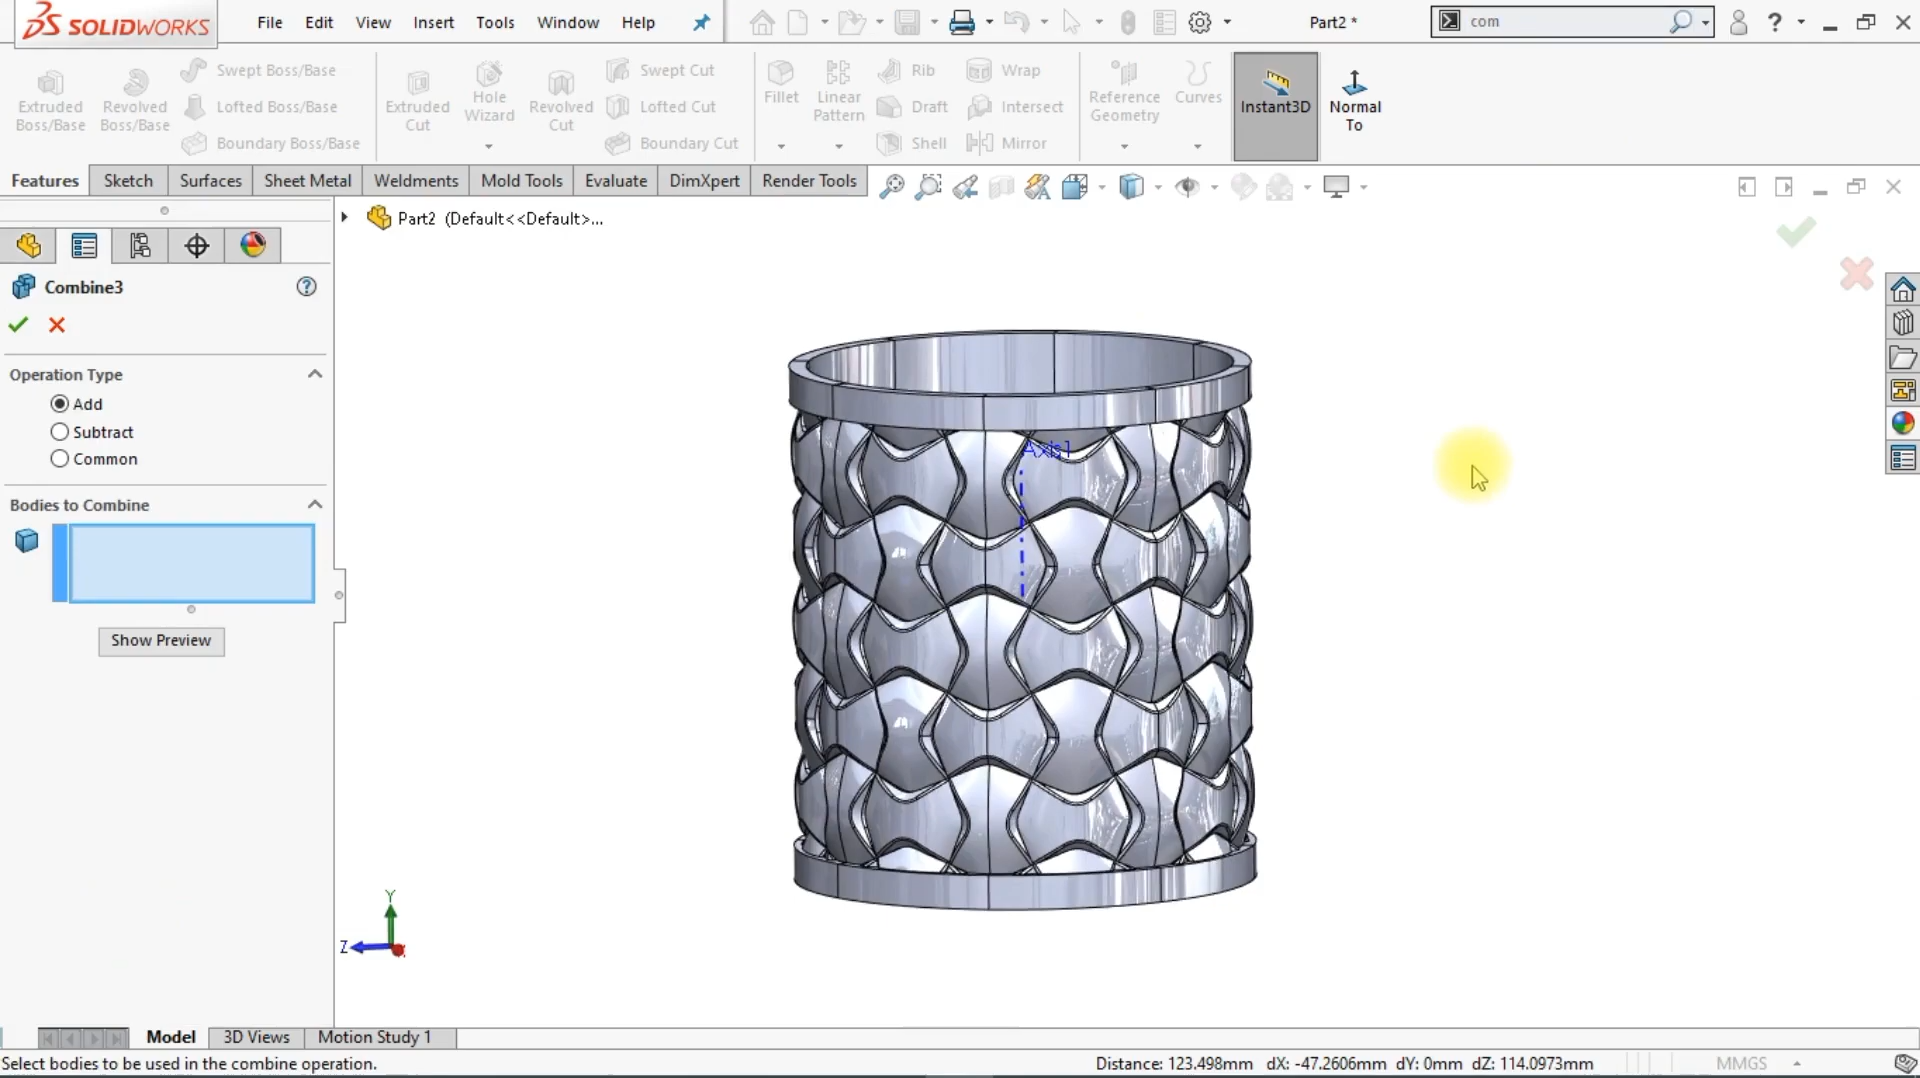 SOLIDWORKS
File Edit View Insert Tools Window Help
Part2 *
com
Extruded Boss/Base
Revolved Boss/Base
Swept Boss/Base
Lofted Boss/Base
Boundary Boss/Base
Extruded Cut
Hole Wizard
Revolved Cut
Swept Cut
Lofted Cut
Boundary Cut
Fillet
Linear Pattern
Rib
Draft
Shell
Wrap
Intersect
Mirror
Reference Geometry
Curves
Instant3D
Normal To
Features Sketch Surfaces Sheet Metal Weldments Mold Tools Evaluate DimXpert Render Tools
Part2 (Default<<Default>...
Combine3
Operation Type
Add
Subtract
Common
Bodies to Combine
Show Preview
Axis1
Y
Z
Model 3D Views Motion Study 1
Select bodies to be used in the combine operation.
Distance: 123.498mm dX: -47.2606mm dY: 0mm dZ: 114.0973mm
MMGS